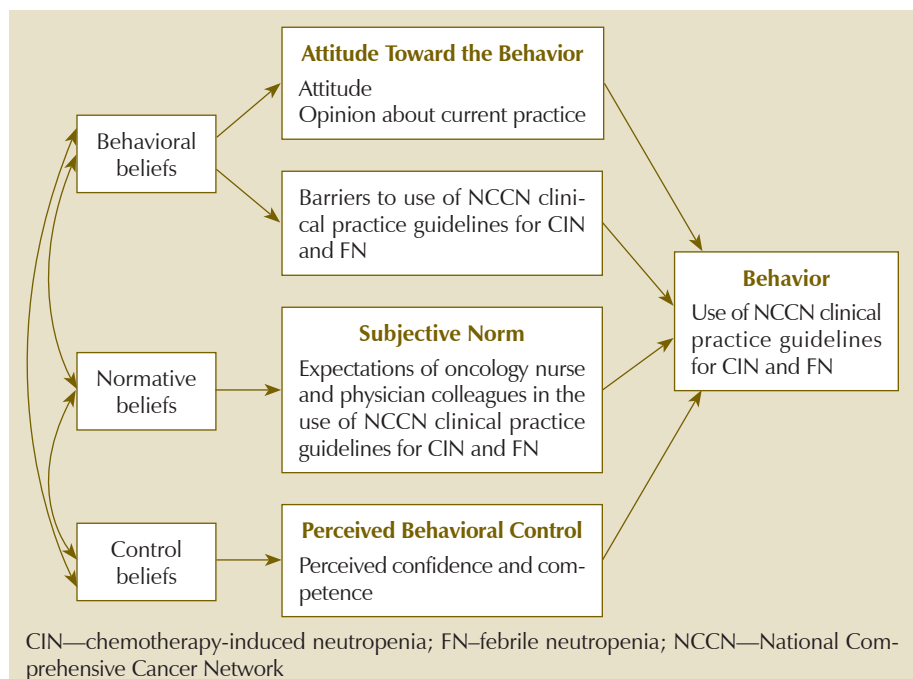 Attitude Toward the Behavior
Attitude
Opinion about current practice
Behavioral
beliefs
Barriers to use of NCCN clini-
cal practice guidelines for CIN
and FN
Behavior
Use of NCCN clinical
practice guidelines
for CIN and FN
Subjective Norm
Expectations of oncology nurse
and physician colleagues in the
use of NCCN clinical practice
guidelines for CIN and FN
Normative
beliefs
Perceived Behavioral Control
Perceived confidence and com-
petence
Control
beliefs
CIN—chemotherapy-induced neutropenia; FN–febrile neutropenia; NCCN—National Com-
prehensive Cancer Network